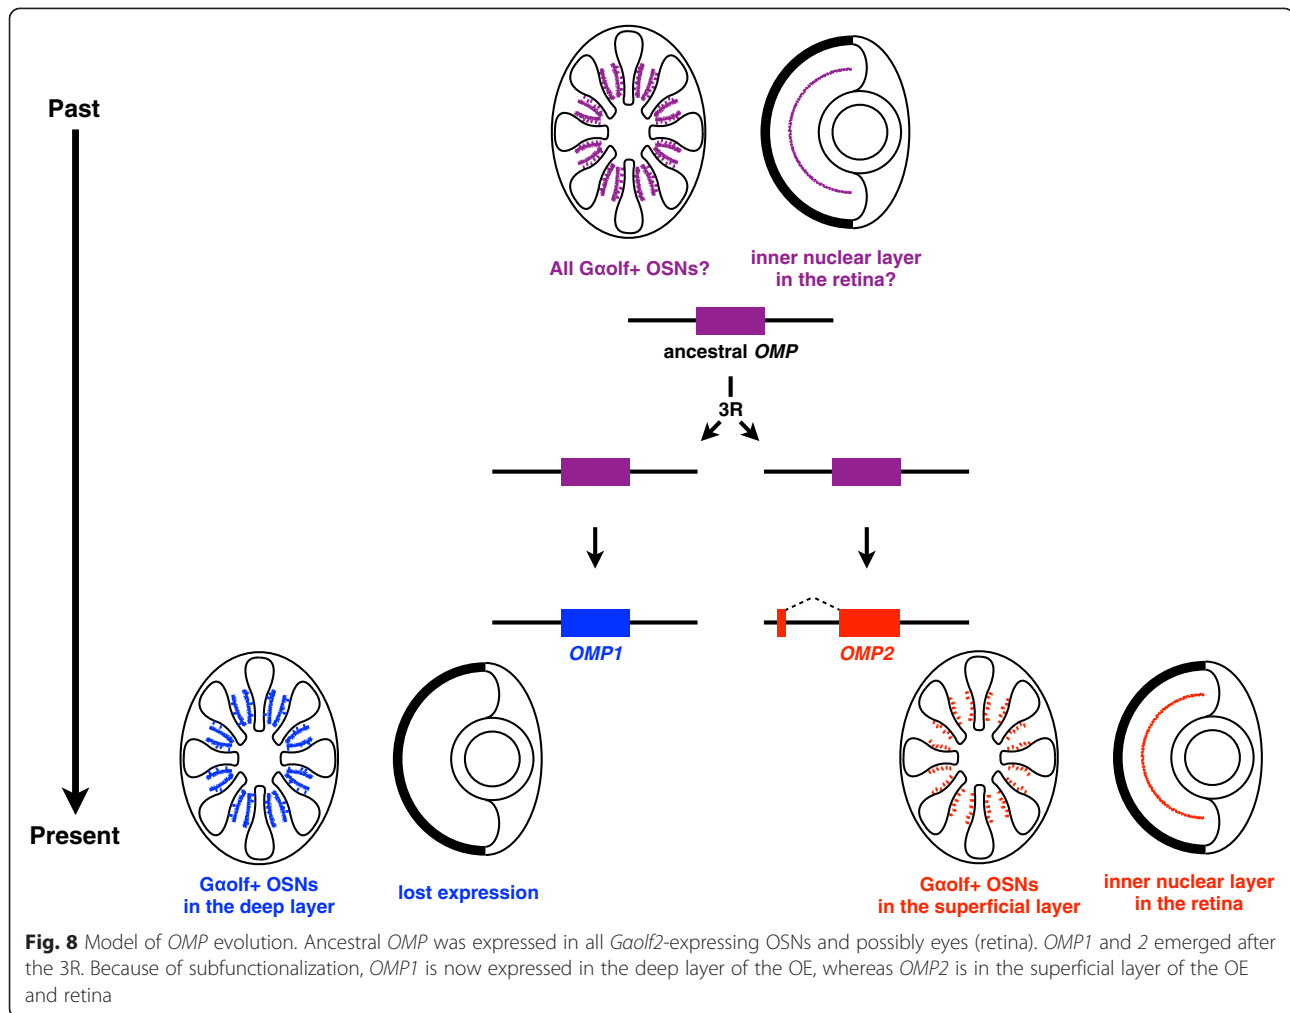 Past
All Gαolf+ OSNs?
inner nuclear layer
in the retina?
ancestral OMP
3R
OMP1
OMP2
Present
Gαolf+ OSNs
in the deep layer
lost expression
Gαolf+ OSNs
in the superficial layer
inner nuclear layer
in the retina
Fig. 8 Model of OMP evolution. Ancestral OMP was expressed in all Gαolf2-expressing OSNs and possibly eyes (retina). OMP1 and 2 emerged after
the 3R. Because of subfunctionalization, OMP1 is now expressed in the deep layer of the OE, whereas OMP2 is in the superficial layer of the OE
and retina